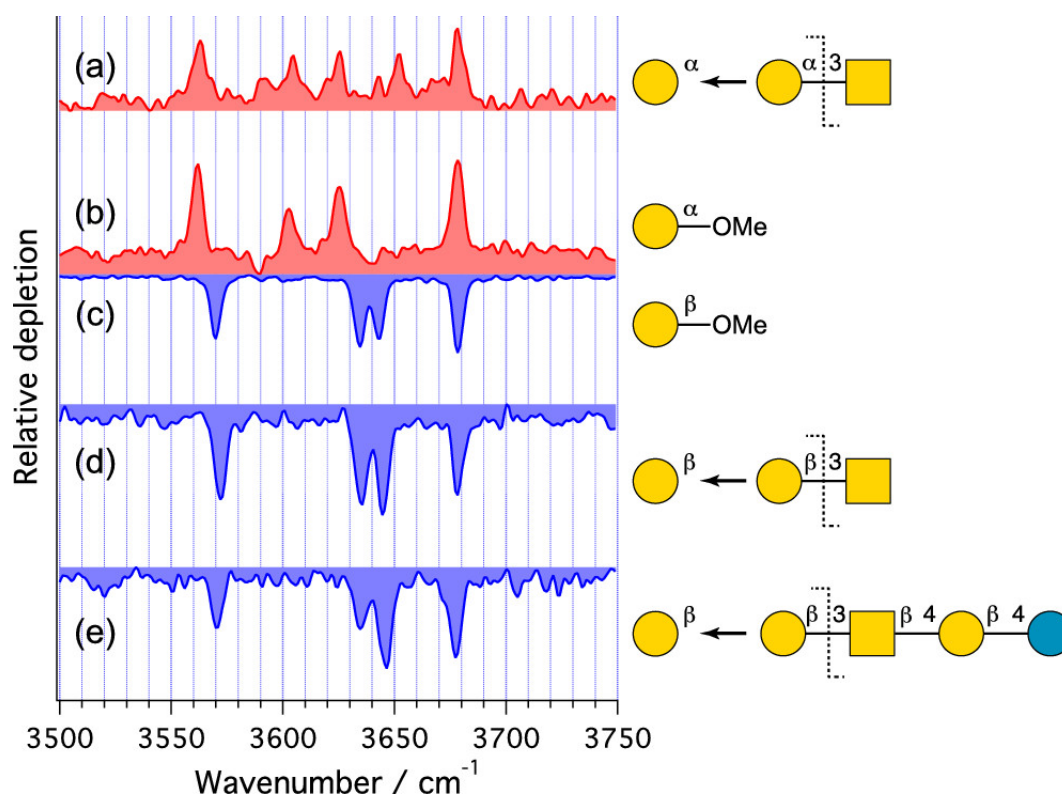 (a)
α
α 3
(b)
α
OMe
(c)
β
OMe
(d)
β
β 3
(e)
β
β 3 β 4 β 4
Relative depletion
3500 3550 3600 3650 3700 3750
Wavenumber / cm⁻¹